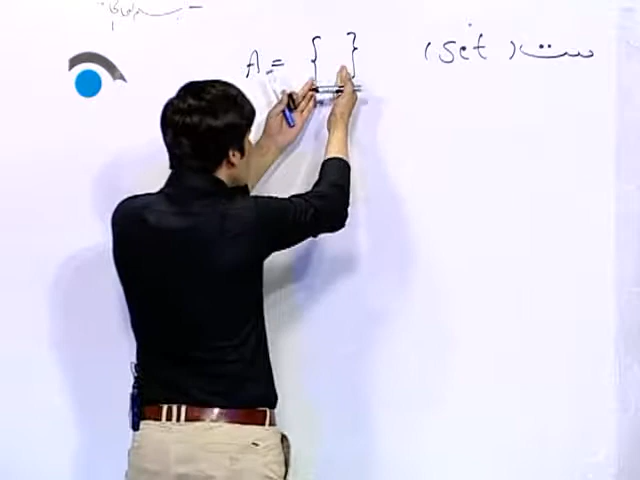 ست (set)
A = { }